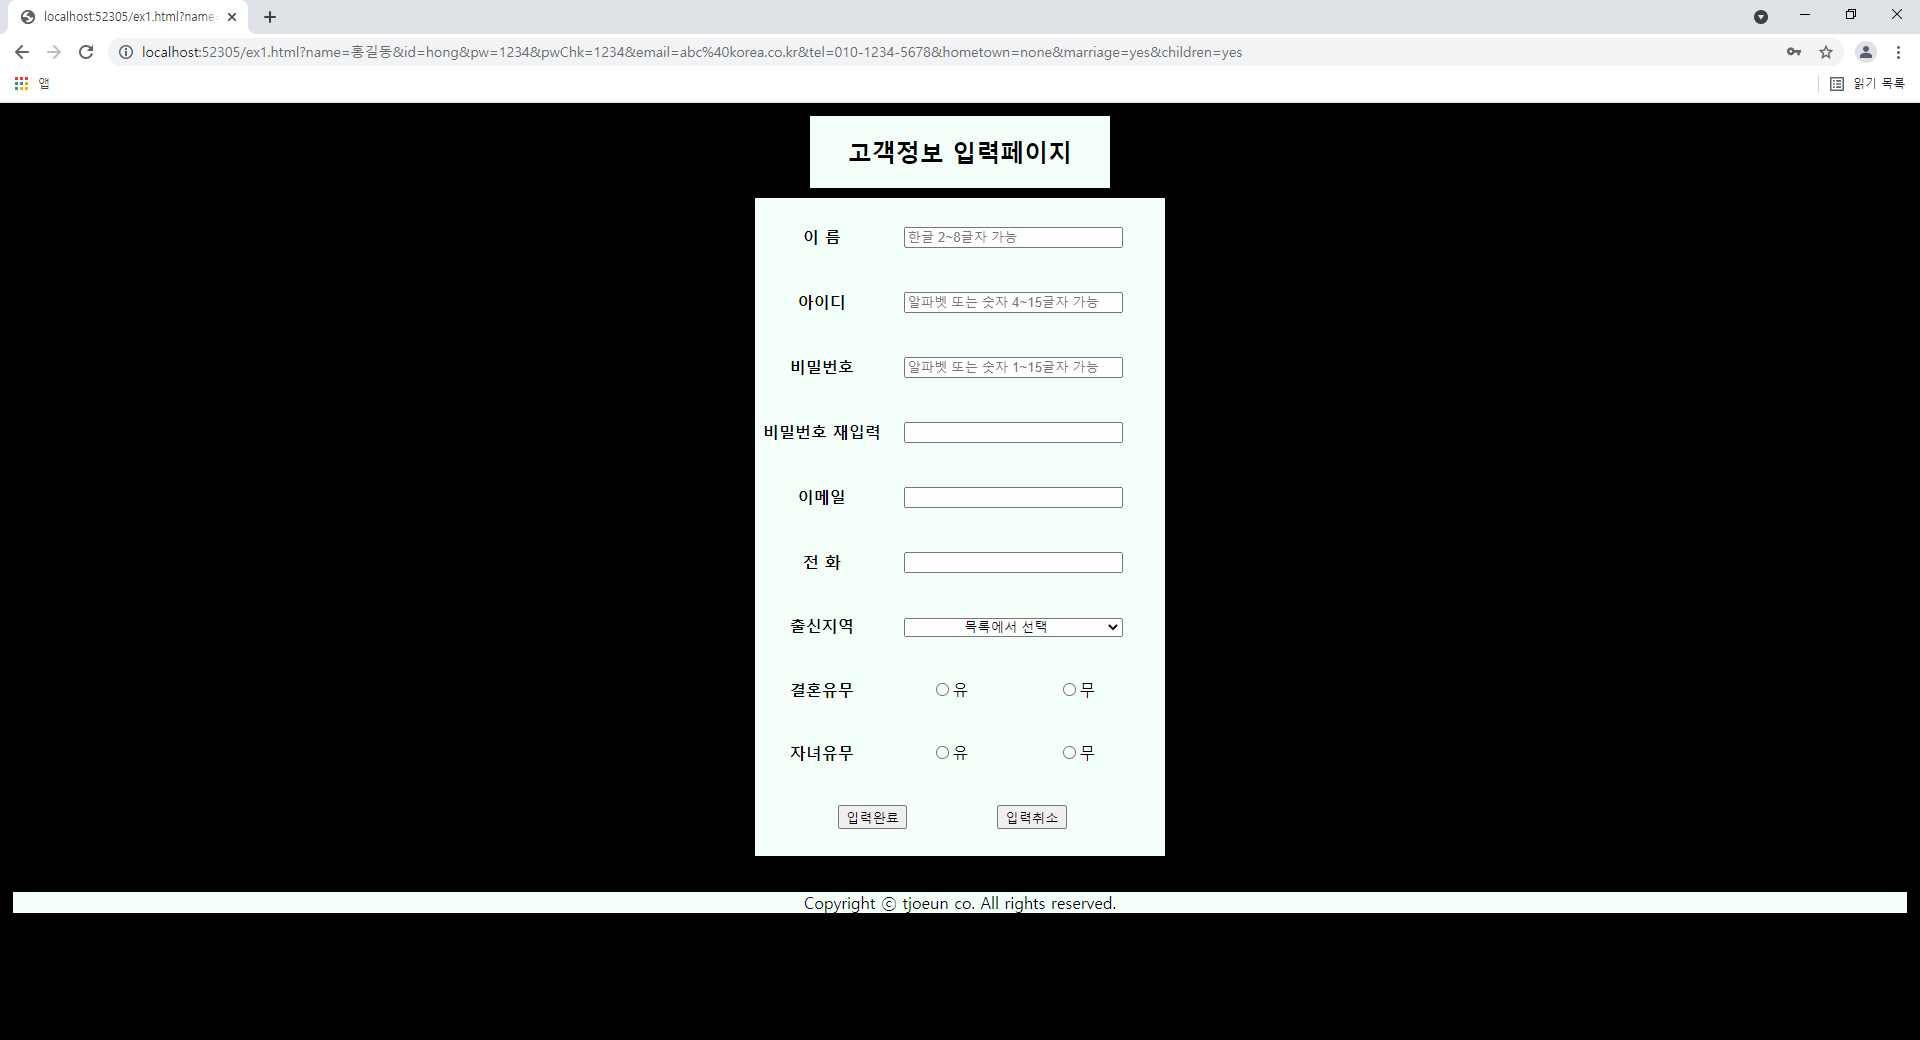 localhost:52305/ex1.html?name=
localhost:52305/ex1.html?name=홍길동&id=hong&pw=1234&pwChk=1234&email=abc%40korea.co.kr&tel=010-1234-5678&hometown=none&marriage=yes&children=yes
앱
읽기 목록
고객정보 입력페이지
이 름 한글 2~8글자 가능
아이디 알파벳 또는 숫자 4~15글자 가능
비밀번호 알파벳 또는 숫자 1~15글자 가능
비밀번호 재입력
이메일
전 화
출신지역 목록에서 선택
결혼유무 유 무
자녀유무 유 무
입력완료 입력취소
Copyright ⓒ tjoeun co. All rights reserved.